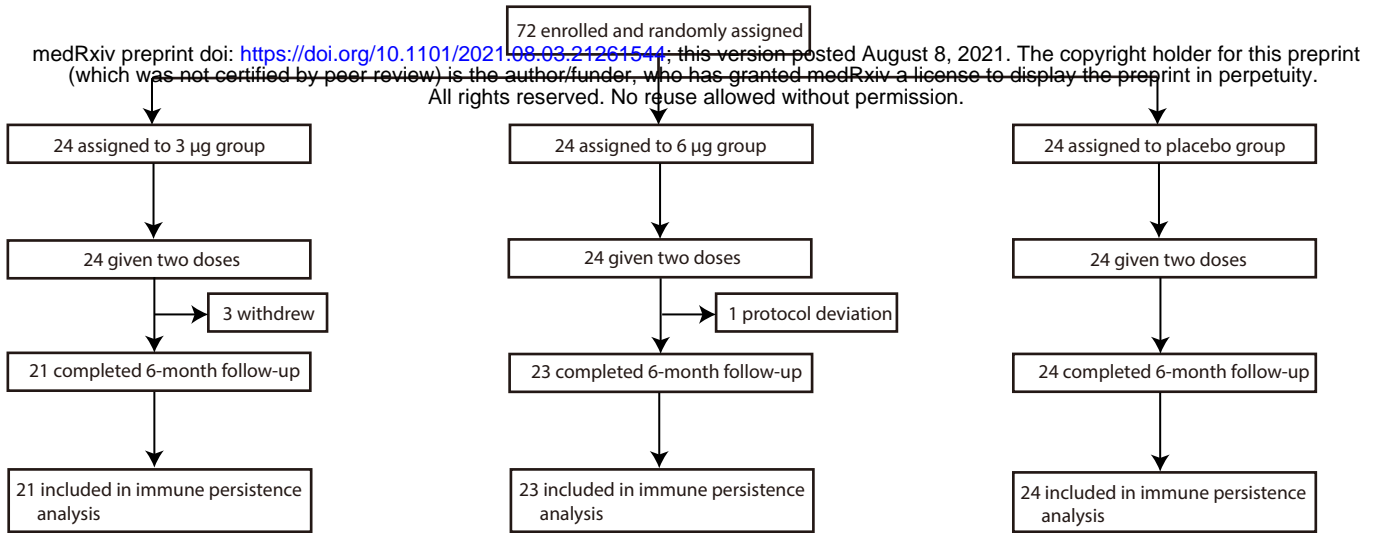 72 enrolled and randomly assigned
medRxiv preprint doi: https://doi.org/10.1101/2021.08.03.21261544; this version posted August 8, 2021. The copyright holder for this preprint
(which was not certified by peer review) is the author/funder, who has granted medRxiv a license to display the preprint in perpetuity.
All rights reserved. No reuse allowed without permission.
24 assigned to 3 μg group
24 assigned to 6 μg group
24 assigned to placebo group
24 given two doses
24 given two doses
24 given two doses
3 withdrew
1 protocol deviation
21 completed 6-month follow-up
23 completed 6-month follow-up
24 completed 6-month follow-up
21 included in immune persistence
analysis
23 included in immune persistence
analysis
24 included in immune persistence
analysis